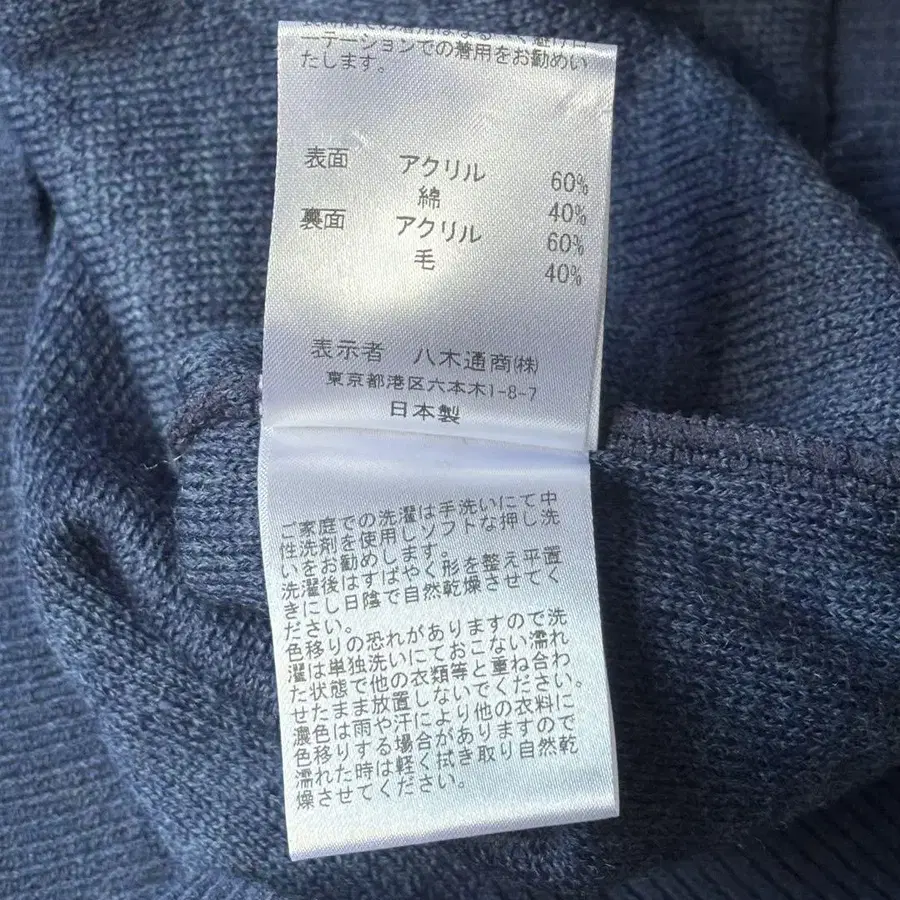 ーテーションでの着用をお勧めい
たします。
表面 アクリル 60%
綿 40%
裏面 アクリル 60%
毛 40%
表示者 八木通商㈱
東京都港区六本木1-8-7
日本製
ご家庭での洗濯は手洗いにて中
性洗剤を使用しソフトな押し洗
いをお勧めします。
洗濯後はすばやく形を整え平置
きにし日陰で自然乾燥させてく
ださい。
色移りの恐れがありますので洗
濯は単独洗いにておこない濡れ
た状態で他の衣類等と重ね合わ
せたまま放置しないでください。
濃色は雨や汗により他の衣料に
色移りする場合がありますので
濡れた時は軽く拭き取り自然乾
燥させてください。